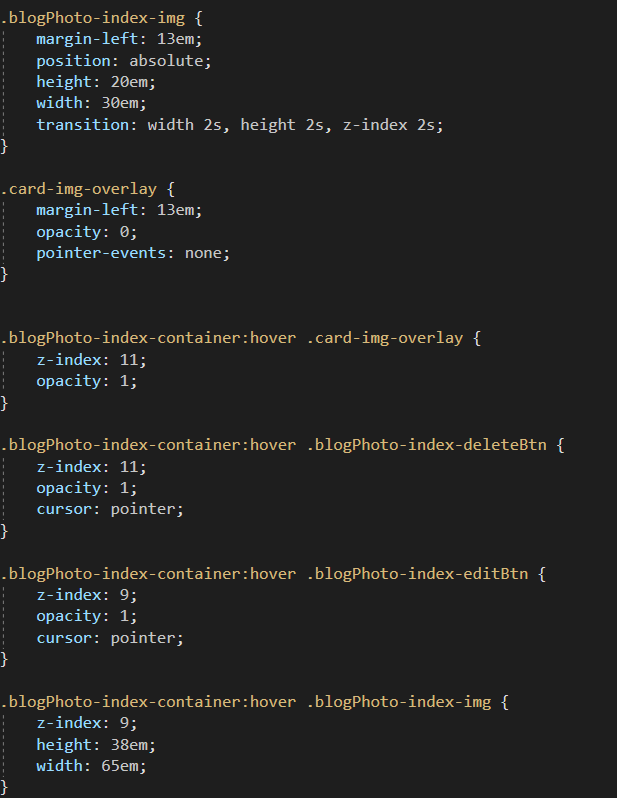 .blogPhoto-index-img {
    margin-left: 13em;
    position: absolute;
    height: 20em;
    width: 30em;
    transition: width 2s, height 2s, z-index 2s;
}

.card-img-overlay {
    margin-left: 13em;
    opacity: 0;
    pointer-events: none;
}


.blogPhoto-index-container:hover .card-img-overlay {
    z-index: 11;
    opacity: 1;
}

.blogPhoto-index-container:hover .blogPhoto-index-deleteBtn {
    z-index: 11;
    opacity: 1;
    cursor: pointer;
}

.blogPhoto-index-container:hover .blogPhoto-index-editBtn {
    z-index: 9;
    opacity: 1;
    cursor: pointer;
}

.blogPhoto-index-container:hover .blogPhoto-index-img {
    z-index: 9;
    height: 38em;
    width: 65em;
}